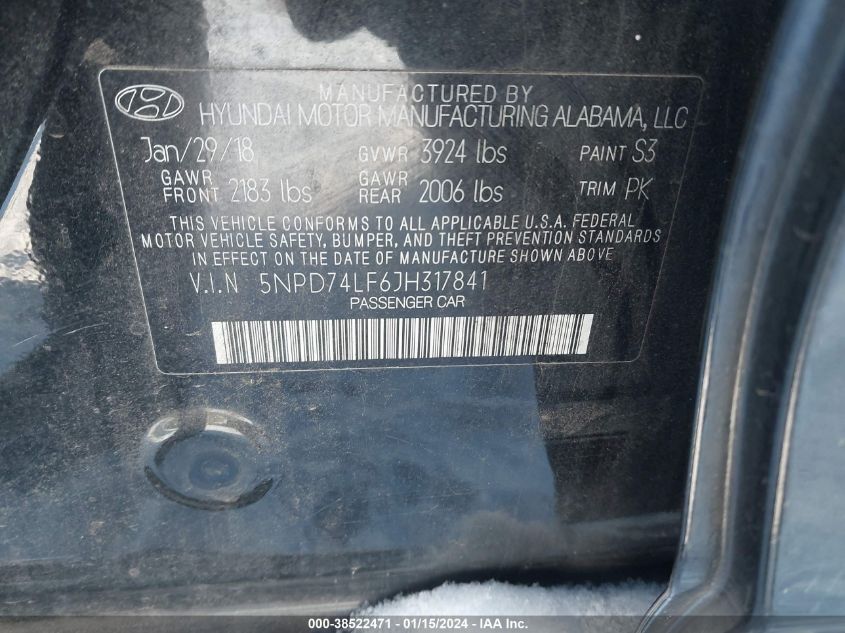 MANUFACTURED BY
HYUNDAI MOTOR MANUFACTURING ALABAMA, LLC
Jan/29/18 GVWR 3924 lbs PAINT S3
GAWR FRONT 2183 lbs GAWR REAR 2006 lbs TRIM PK
THIS VEHICLE CONFORMS TO ALL APPLICABLE U.S.A. FEDERAL
MOTOR VEHICLE SAFETY, BUMPER, AND THEFT PREVENTION STANDARDS
IN EFFECT ON THE DATE OF MANUFACTURE SHOWN ABOVE
V.I.N 5NPD74LF6JH317841
PASSENGER CAR
000-38522471 - 01/15/2024 - © IAA Inc.